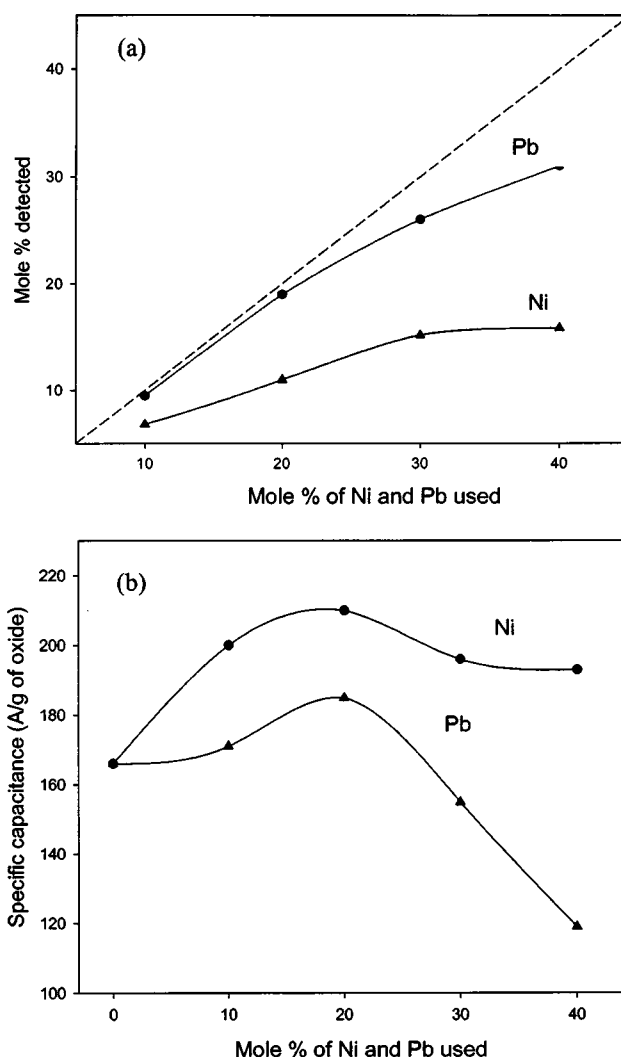 (a)
Mole % detected
40
30
20
10
Pb
Ni
10 20 30 40
Mole % of Ni and Pb used
(b)
Specific capacitance (A/g of oxide)
220
200
180
160
140
120
100
Ni
Pb
0 10 20 30 40
Mole % of Ni and Pb used